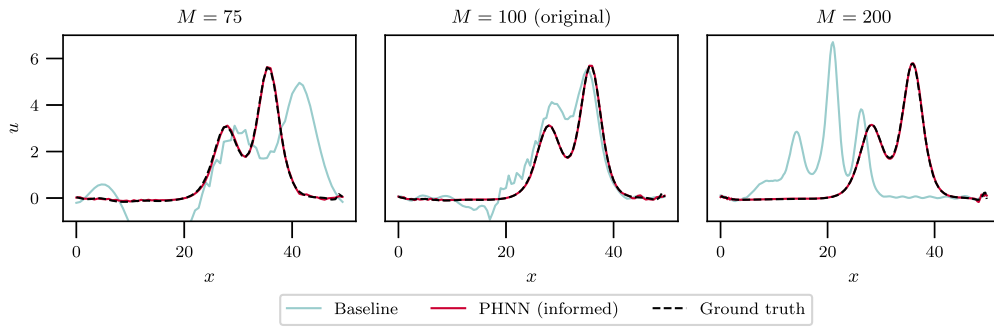 M = 75
M = 100 (original)
M = 200
6
4
2
0
u
0 20 40
0 20 40
0 20 40
x
x
x
Baseline
PHNN (informed)
Ground truth